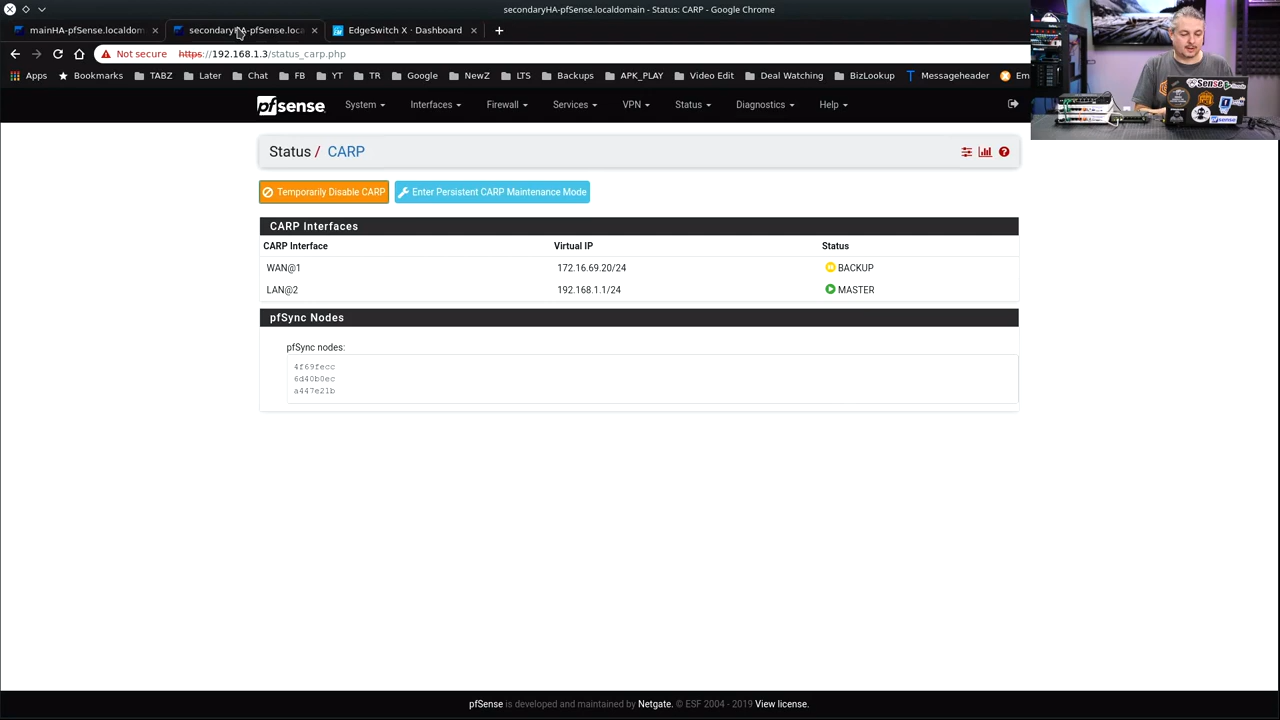 secondaryHA-pfSense.localdomain - Status: CARP - Google Chrome
mainHA-pfSense.localdom
secondaryHA-pfSense.loca
EdgeSwitch X · Dashboard
Not secure https://192.168.1.3/status_carp.php
Apps Bookmarks TABZ Later Chat FB TR Google NewZ LTS Backups APK_PLAY Video Edit Deal Watching BizLookup Messageheader Em
pfsense System Interfaces Firewall Services VPN Status Diagnostics Help
Status / CARP
Temporarily Disable CARP Enter Persistent CARP Maintenance Mode
CARP Interfaces
CARP Interface Virtual IP Status
WAN@1 172.16.69.20/24 BACKUP
LAN@2 192.168.1.1/24 MASTER
pfSync Nodes
pfSync nodes:
4f69fecc
6d40b0ec
a447e21b
pfSense is developed and maintained by Netgate. © ESF 2004 - 2019 View license.